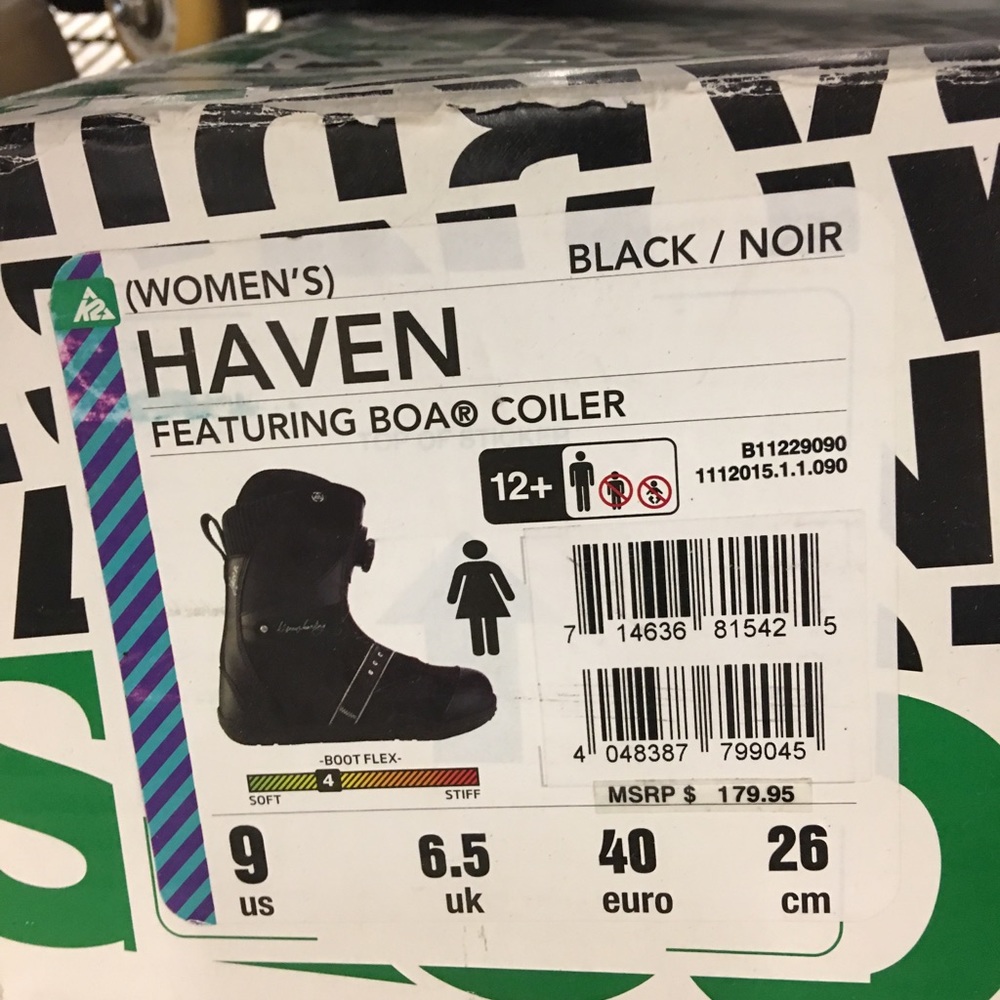 BLACK / NOIR
K2
(WOMEN'S)
HAVEN
FEATURING BOA® COILER
B11229090
1112015.1.1.090
12+
7 14636 81542 5
4 048387 799045
-BOOT FLEX-
4
SOFT STIFF
MSRP $ 179.95
9 6.5 40 26
us uk euro cm